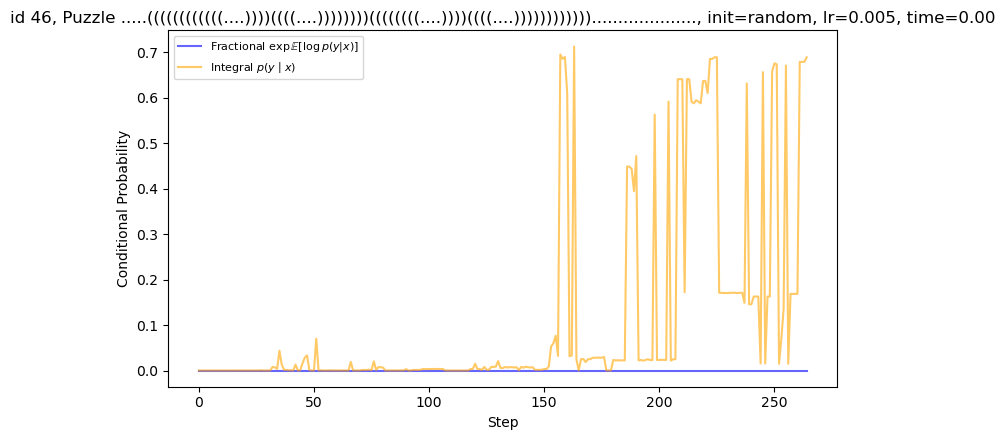 id 46, Puzzle .....((((((((((((....))))((((....))))))))((((((((....))))((((....))))))))))))....................., init=random, lr=0.005, time=0.00
Fractional exp𝔼[log p(y|x)]
Integral p(y | x)
0.7
0.6
0.5
0.4
0.3
0.2
0.1
0.0
Conditional Probability
0
50
100
150
200
250
Step